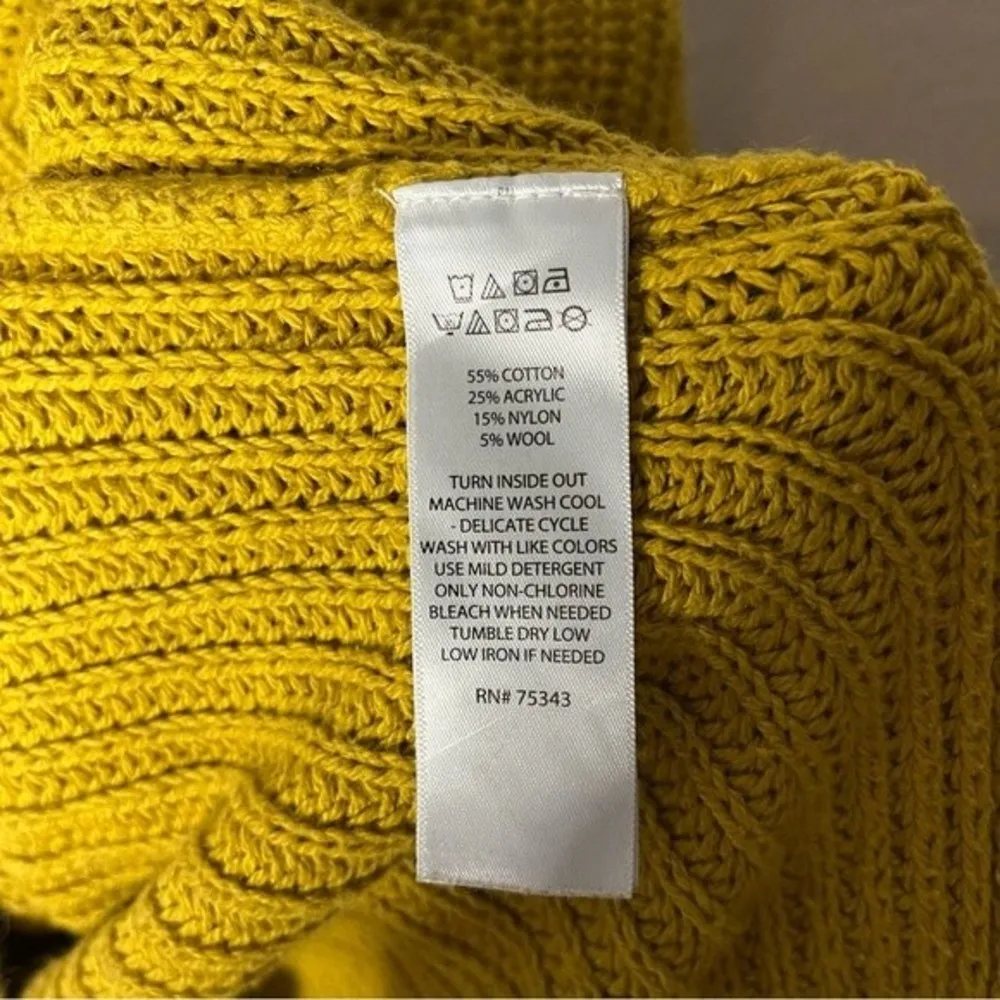 55% COTTON
25% ACRYLIC
15% NYLON
5% WOOL
TURN INSIDE OUT
MACHINE WASH COOL
- DELICATE CYCLE
WASH WITH LIKE COLORS
USE MILD DETERGENT
ONLY NON-CHLORINE
BLEACH WHEN NEEDED
TUMBLE DRY LOW
LOW IRON IF NEEDED
RN# 75343